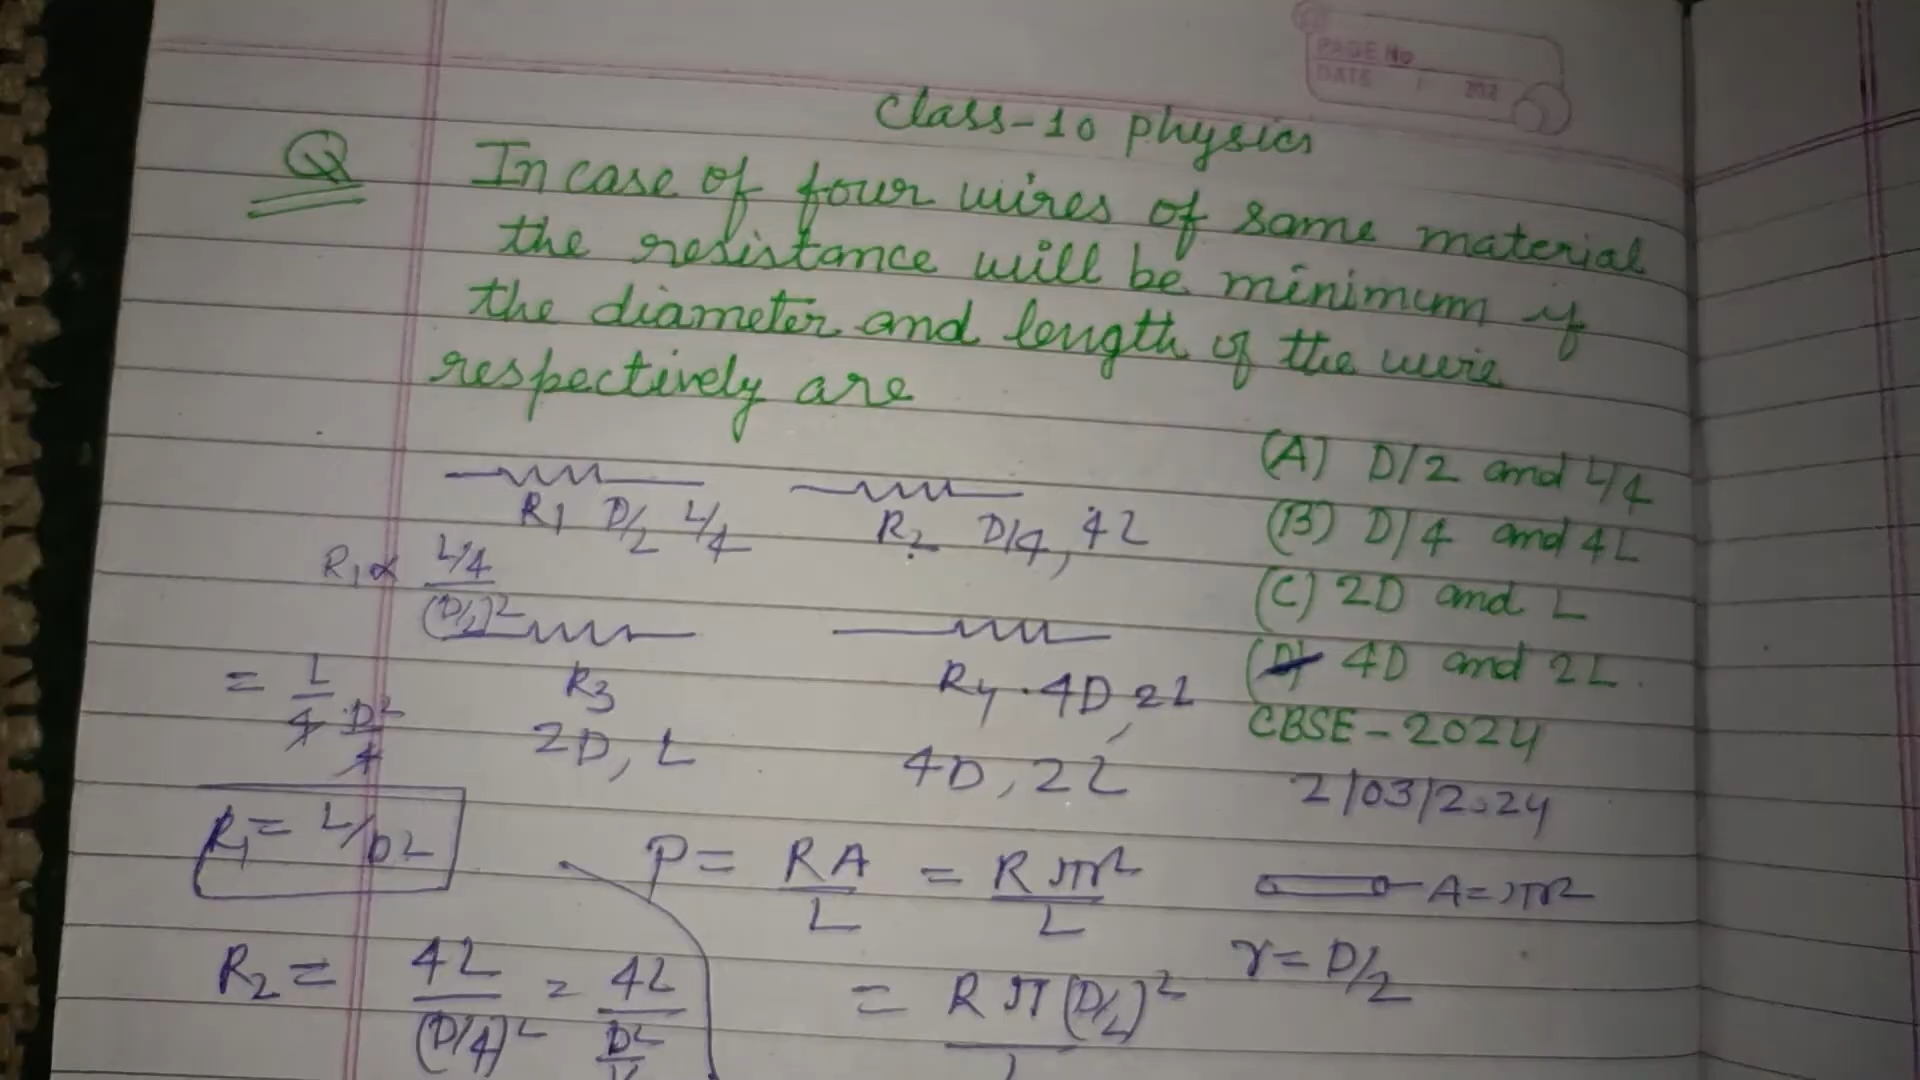 PAGE No
DATE / 202
Class-10 physics
Q In case of four wires of same material
the resistance will be minimum if
the diameter and length of the wire
respectively are
(A) D/2 and L/4
(B) D/4 and 4L
(C) 2D and L
(D) 4D and 2L.
CBSE-2024
2/03/2024
R1 D/2 L/4
R2 D/4, 4L
R1 ∝ L/4
(D/2)²
= L
4 D²
4
R3
2D, L
R4 . 4D, 2L
4D, 2L
R1 = L/D2
ρ = RA/L = Rπr²/L
A=πr²
r = D/2
R2 = 4L/(D/4)² = 4L/D²
= Rπ(D/2)²